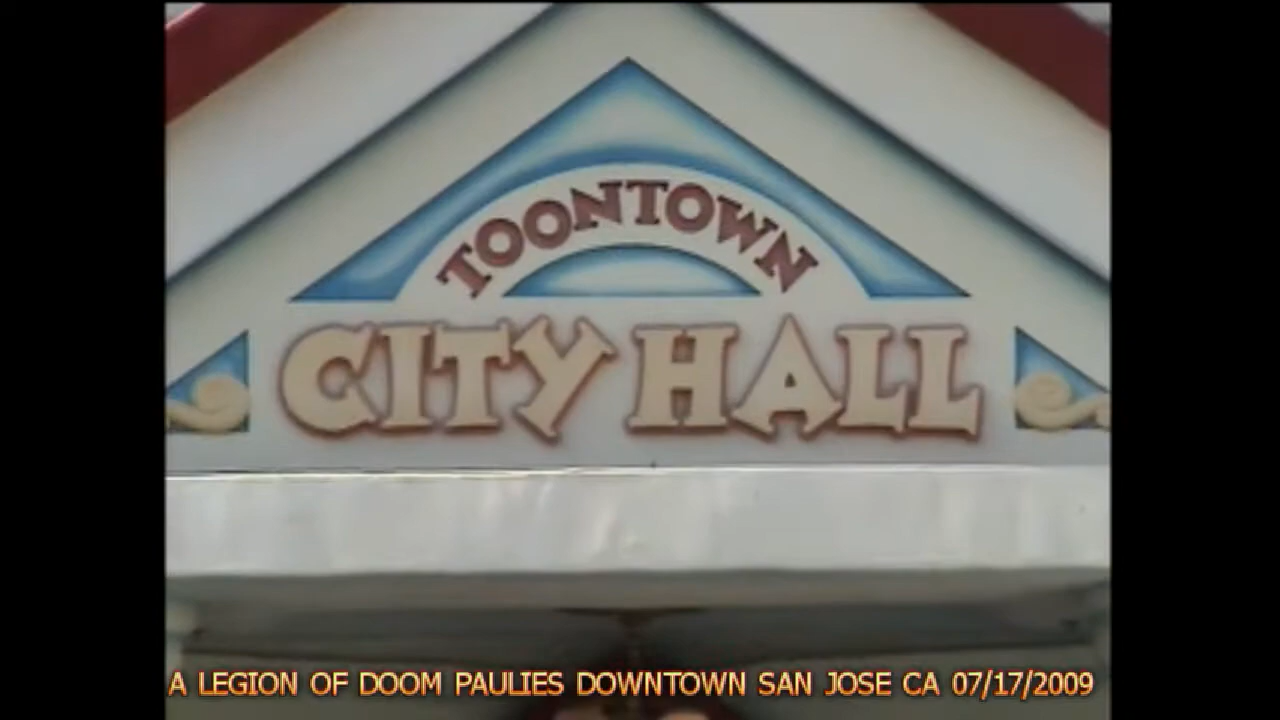 TOONTOWN
CITY HALL
A LEGION OF DOOM PAULIES DOWNTOWN SAN JOSE CA 07/17/2009